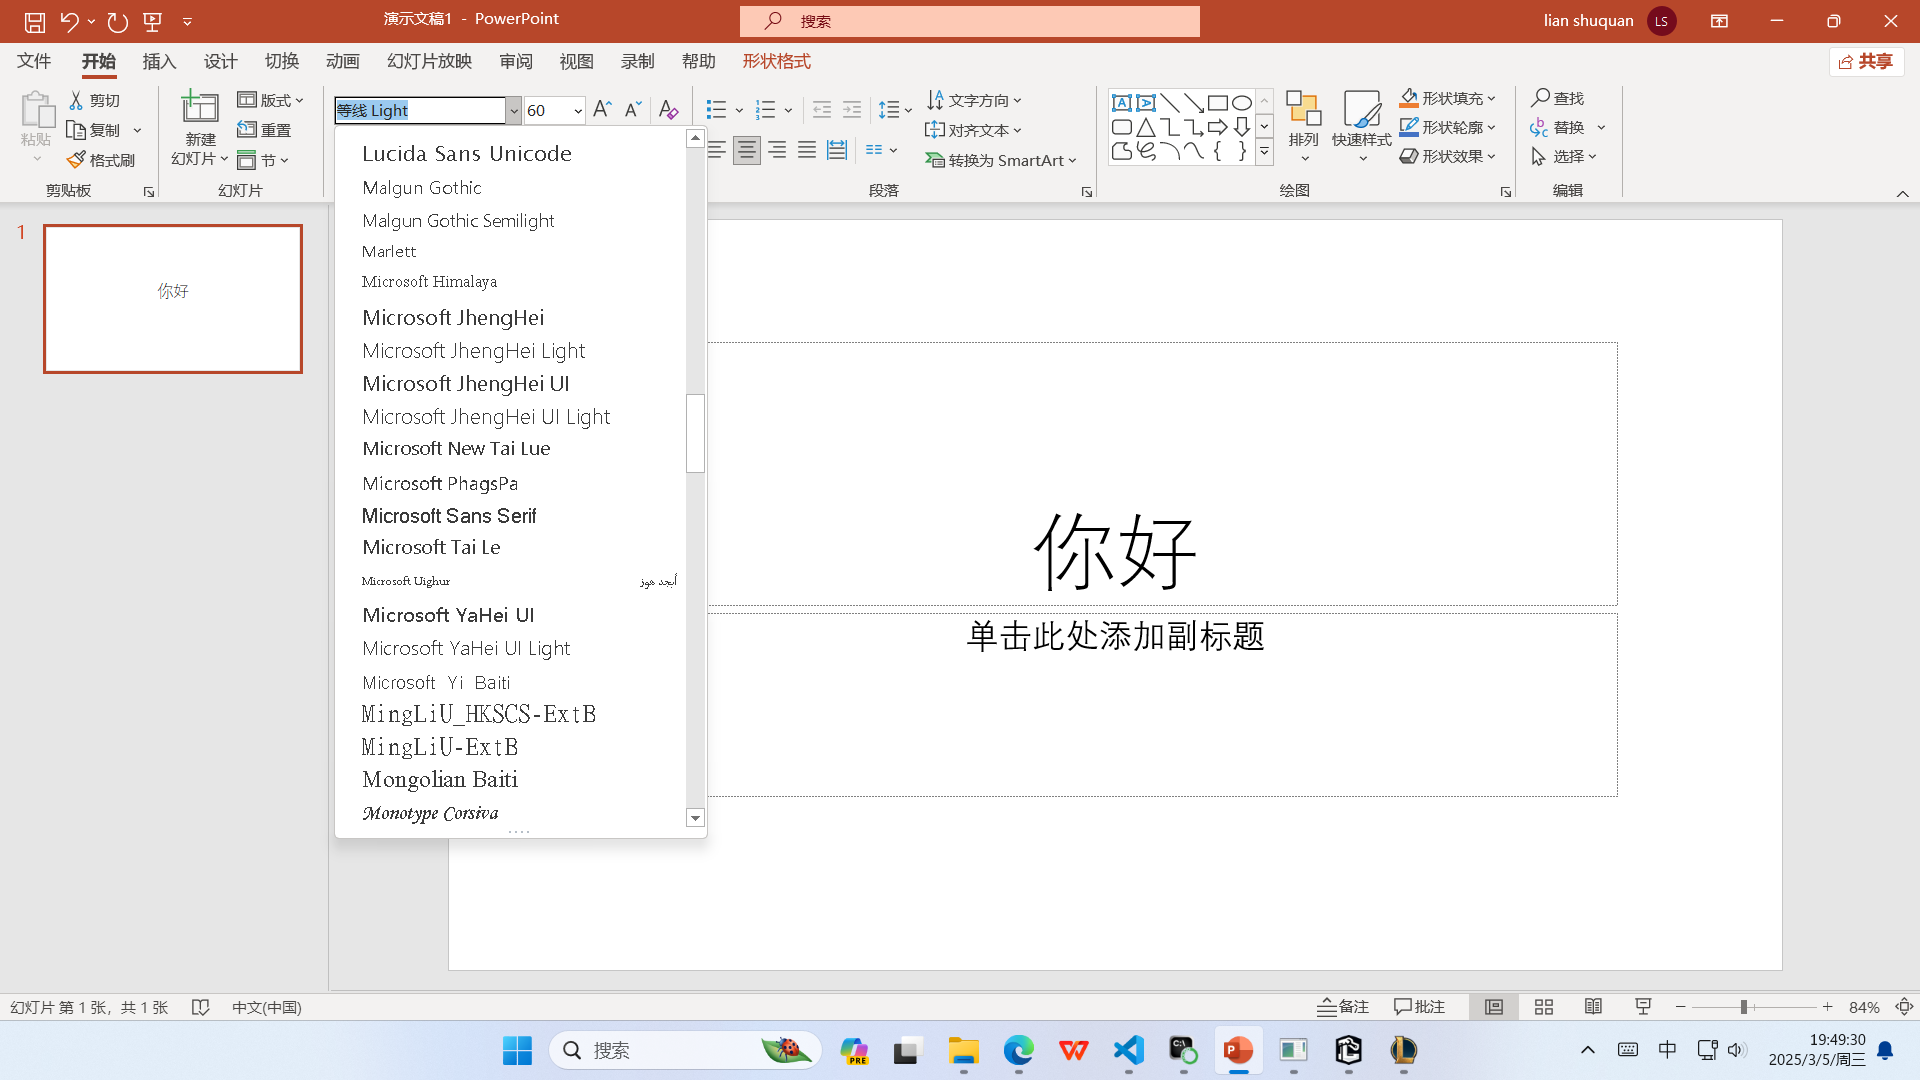 演示文稿1 - PowerPoint
搜索
lian shuquan
LS
文件 开始 插入 设计 切换 动画 幻灯片放映 审阅 视图 录制 帮助 形状格式
共享
粘贴
剪切
复制
格式刷
剪贴板
新建
幻灯片
版式
重置
节
幻灯片
等线 Light
60
文字方向
对齐文本
转换为 SmartArt
段落
排列
快速样式
形状填充
形状轮廓
形状效果
绘图
查找
替换
选择
编辑
Lucida Sans Unicode
Malgun Gothic
Malgun Gothic Semilight
Marlett
Microsoft Himalaya
Microsoft JhengHei
Microsoft JhengHei Light
Microsoft JhengHei UI
Microsoft JhengHei UI Light
Microsoft New Tai Lue
Microsoft PhagsPa
Microsoft Sans Serif
Microsoft Tai Le
Microsoft Uighur أبجد هوز
Microsoft YaHei UI
Microsoft YaHei UI Light
Microsoft Yi Baiti
MingLiU_HKSCS-ExtB
MingLiU-ExtB
Mongolian Baiti
Monotype Corsiva
1
你好
你好
单击此处添加副标题
幻灯片 第 1 张，共 1 张
中文(中国)
备注
批注
84%
搜索
PRE
中
19:49:30
2025/3/5/周三